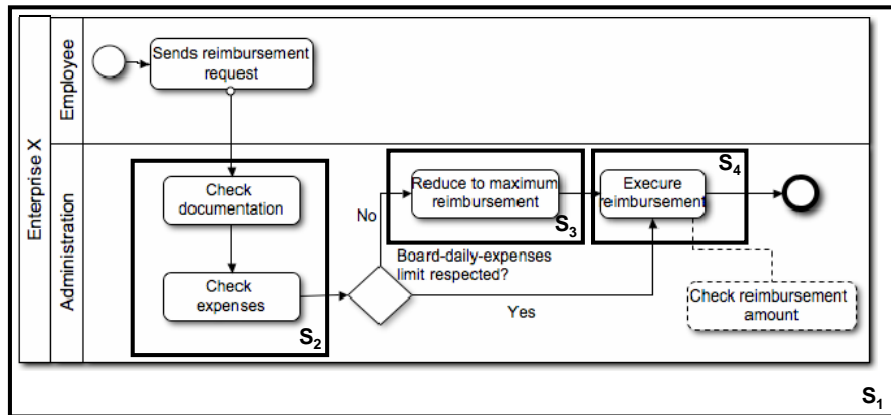 Enterprise X
Employee
Sends reimbursement
request
Administration
Check
documentation
Check
expenses
S2
No
Reduce to maximum
reimbursement
S3
Execure
reimbursement
S4
Board-daily-expenses
limit respected?
Yes
Check reimbursement
amount
S1